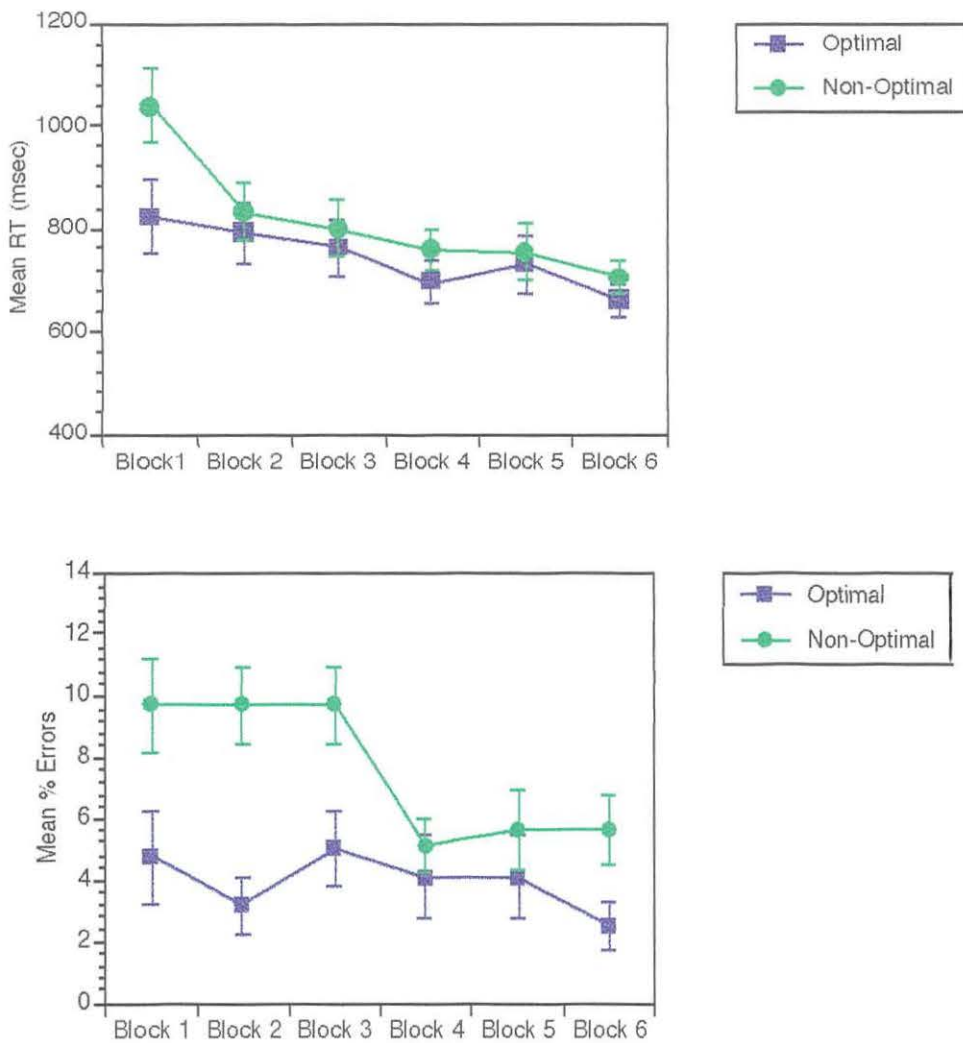 1200
1000
800
600
400
Mean RT (msec)
Block1 Block 2 Block 3 Block 4 Block 5 Block 6
Optimal
Non-Optimal
14
12
10
8
6
4
2
0
Mean % Errors
Block 1 Block 2 Block 3 Block 4 Block 5 Block 6
Optimal
Non-Optimal